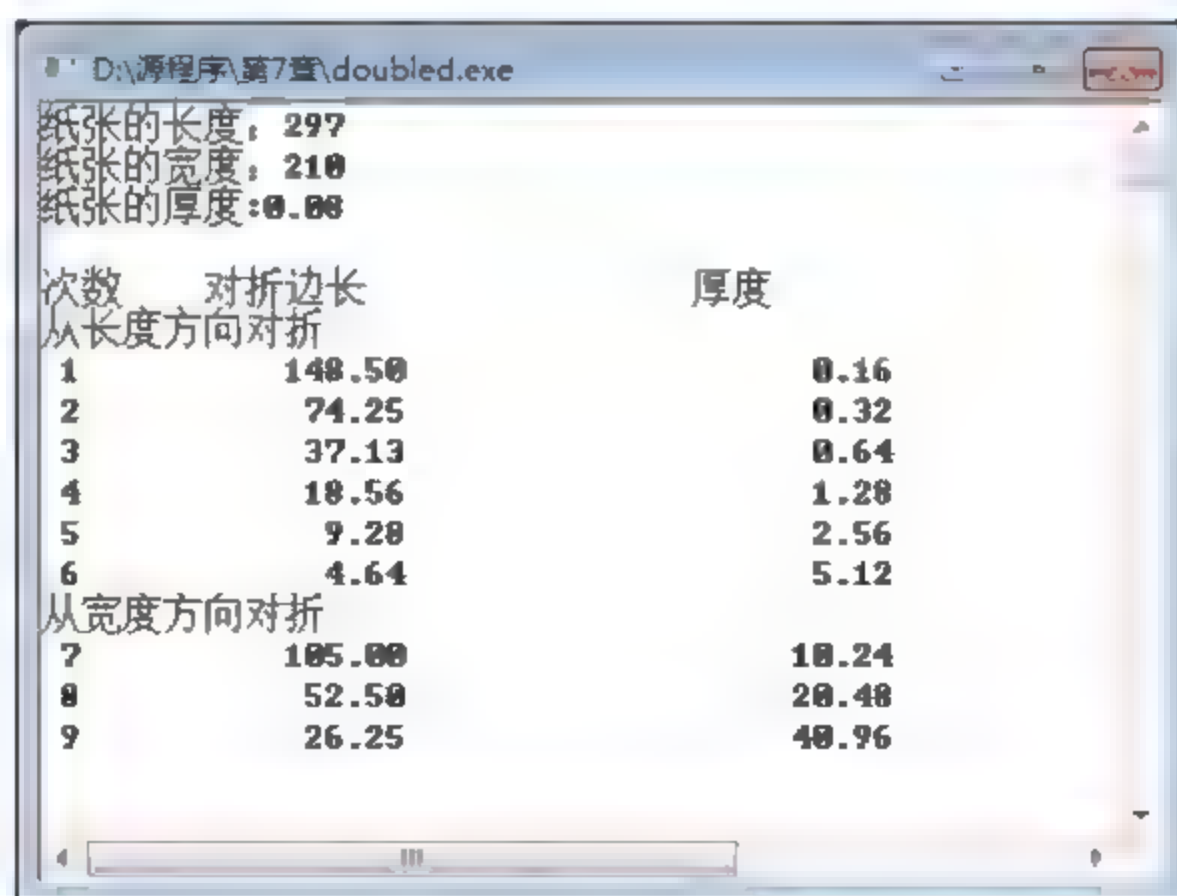 D:\源程序\第7章\doubled.exe
纸张的长度：297
纸张的宽度：210
纸张的厚度:0.08
次数 对折边长 厚度
从长度方向对折
1 148.50 0.16
2 74.25 0.32
3 37.13 0.64
4 18.56 1.28
5 9.28 2.56
6 4.64 5.12
从宽度方向对折
7 105.00 10.24
8 52.50 20.48
9 26.25 40.96